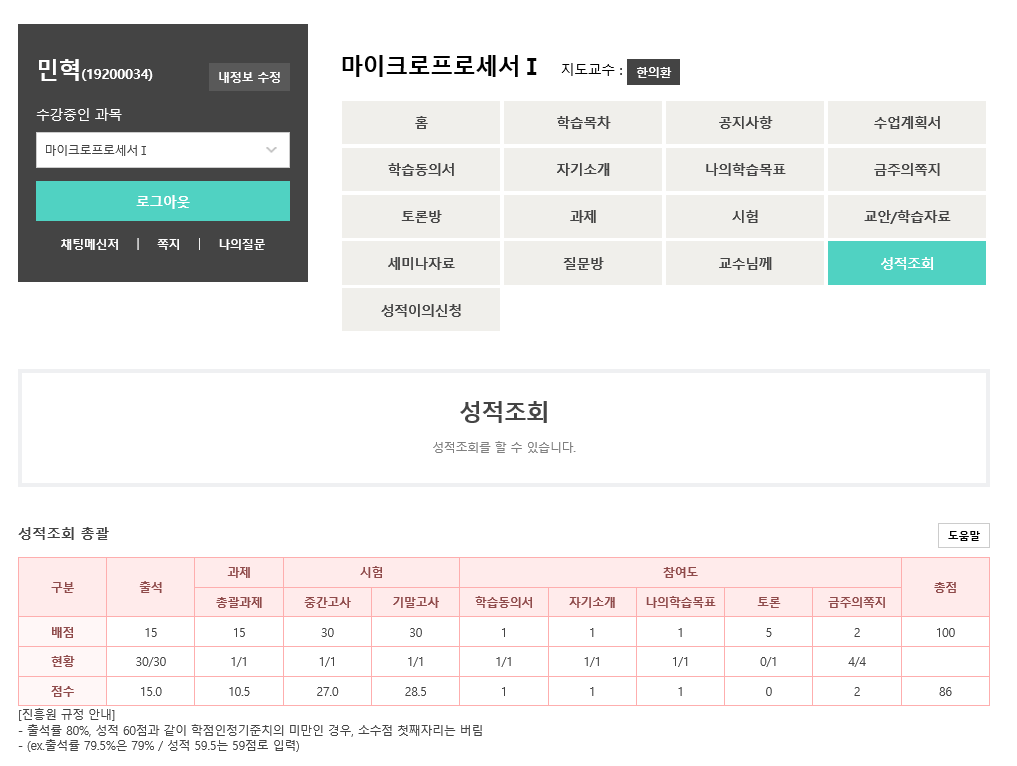 민혁(19200034) 내정보 수정
수강중인 과목
마이크로프로세서 I
로그아웃
채팅메신저 | 쪽지 | 나의질문
마이크로프로세서 I 지도교수 : 한의환
홈 학습목차 공지사항 수업계획서
학습동의서 자기소개 나의학습목표 금주의쪽지
토론방 과제 시험 교안/학습자료
세미나자료 질문방 교수님께 성적조회
성적이의신청
성적조회
성적조회를 할 수 있습니다.
성적조회 총괄 도움말
구분 출석 과제 시험 참여도 총점
총괄과제 중간고사 기말고사 학습동의서 자기소개 나의학습목표 토론 금주의쪽지
배점 15 15 30 30 1 1 1 5 2 100
현황 30/30 1/1 1/1 1/1 1/1 1/1 1/1 0/1 4/4
점수 15.0 10.5 27.0 28.5 1 1 1 0 2 86
[진흥원 규정 안내]
- 출석률 80%, 성적 60점과 같이 학점인정기준치의 미만인 경우, 소수점 첫째자리는 버림
- (ex.출석률 79.5%은 79% / 성적 59.5는 59점로 입력)